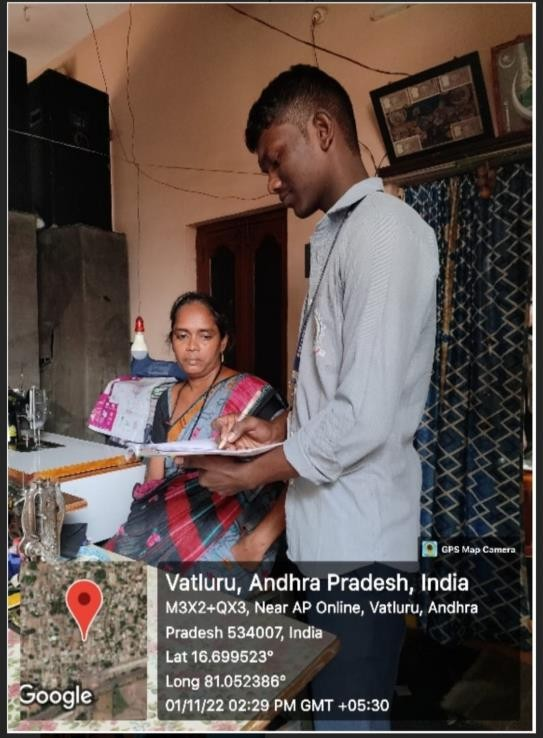 GPS Map Camera
Vatluru, Andhra Pradesh, India
M3X2+QX3, Near AP Online, Vatluru, Andhra
Pradesh 534007, India
Lat 16.699523°
Long 81.052386°
01/11/22 02:29 PM GMT +05:30
Google